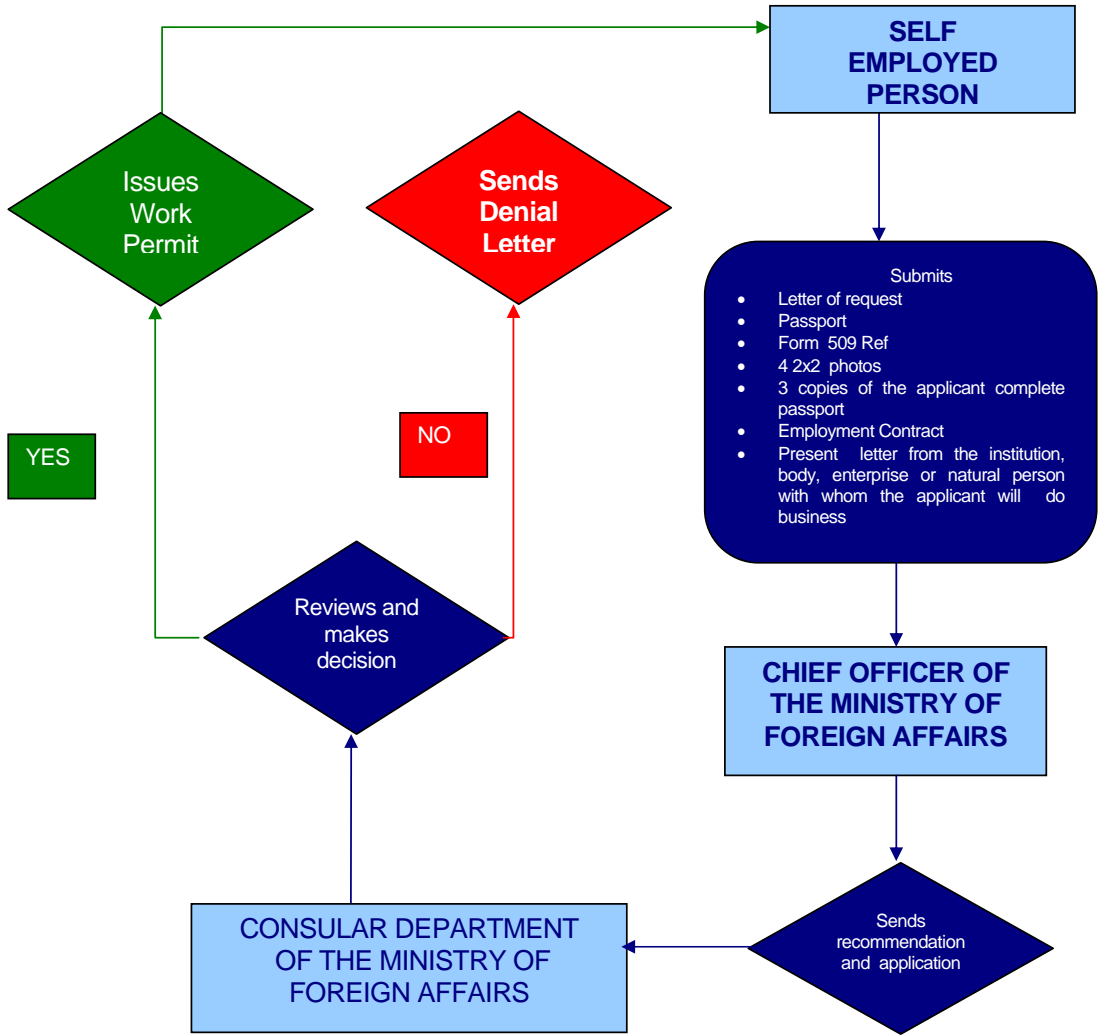 SELF
EMPLOYED
PERSON
Issues
Work
Permit
Sends
Denial
Letter
Submits
• Letter of request
• Passport
• Form 509 Ref
• 4 2x2 photos
• 3 copies of the applicant complete
passport
• Employment Contract
• Present letter from the institution,
body, enterprise or natural person
with whom the applicant will do
business
YES
NO
Reviews and
makes
decision
CHIEF OFFICER OF
THE MINISTRY OF
FOREIGN AFFAIRS
Sends
recommendation
and application
CONSULAR DEPARTMENT
OF THE MINISTRY OF
FOREIGN AFFAIRS